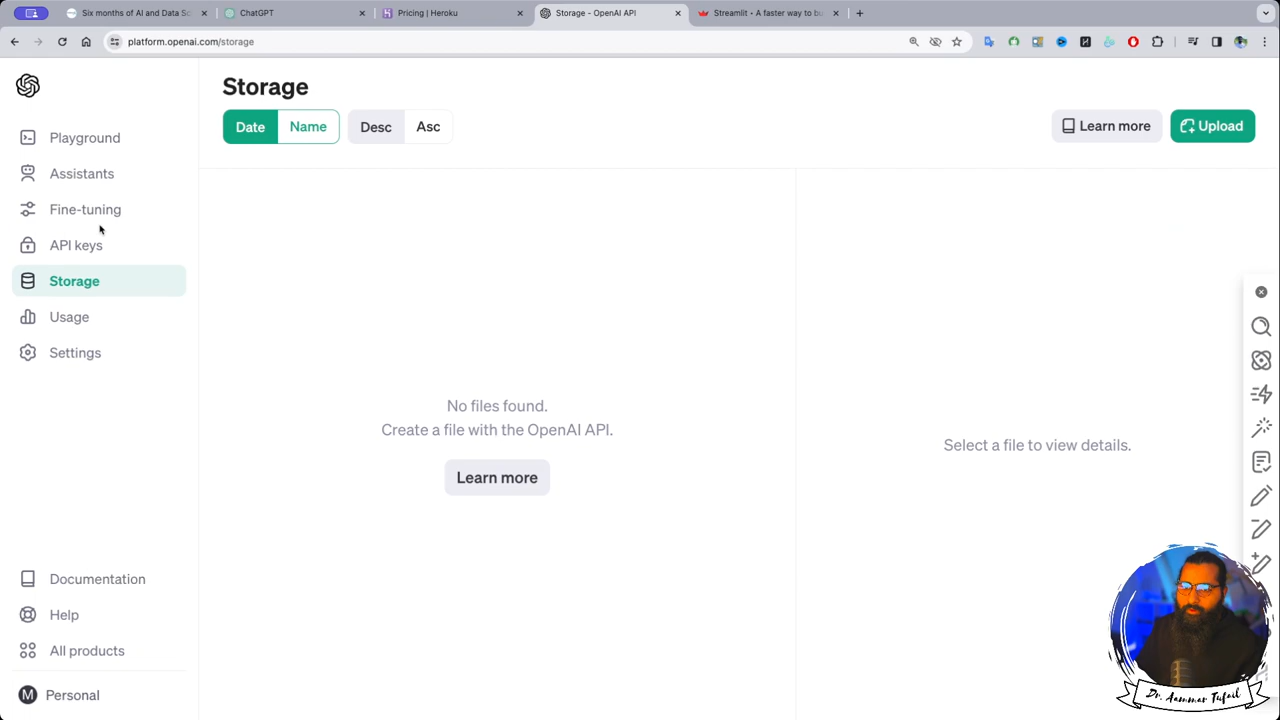 Six months of AI and Data Sc
ChatGPT
Pricing | Heroku
Storage - OpenAI API
Streamlit - A faster way to bu
platform.openai.com/storage
Storage
Date
Name
Desc
Asc
Learn more
Upload
Playground
Assistants
Fine-tuning
API keys
Storage
Usage
Settings
No files found.
Create a file with the OpenAI API.
Learn more
Select a file to view details.
Documentation
Help
All products
M Personal
Dr. Aammar Tufail